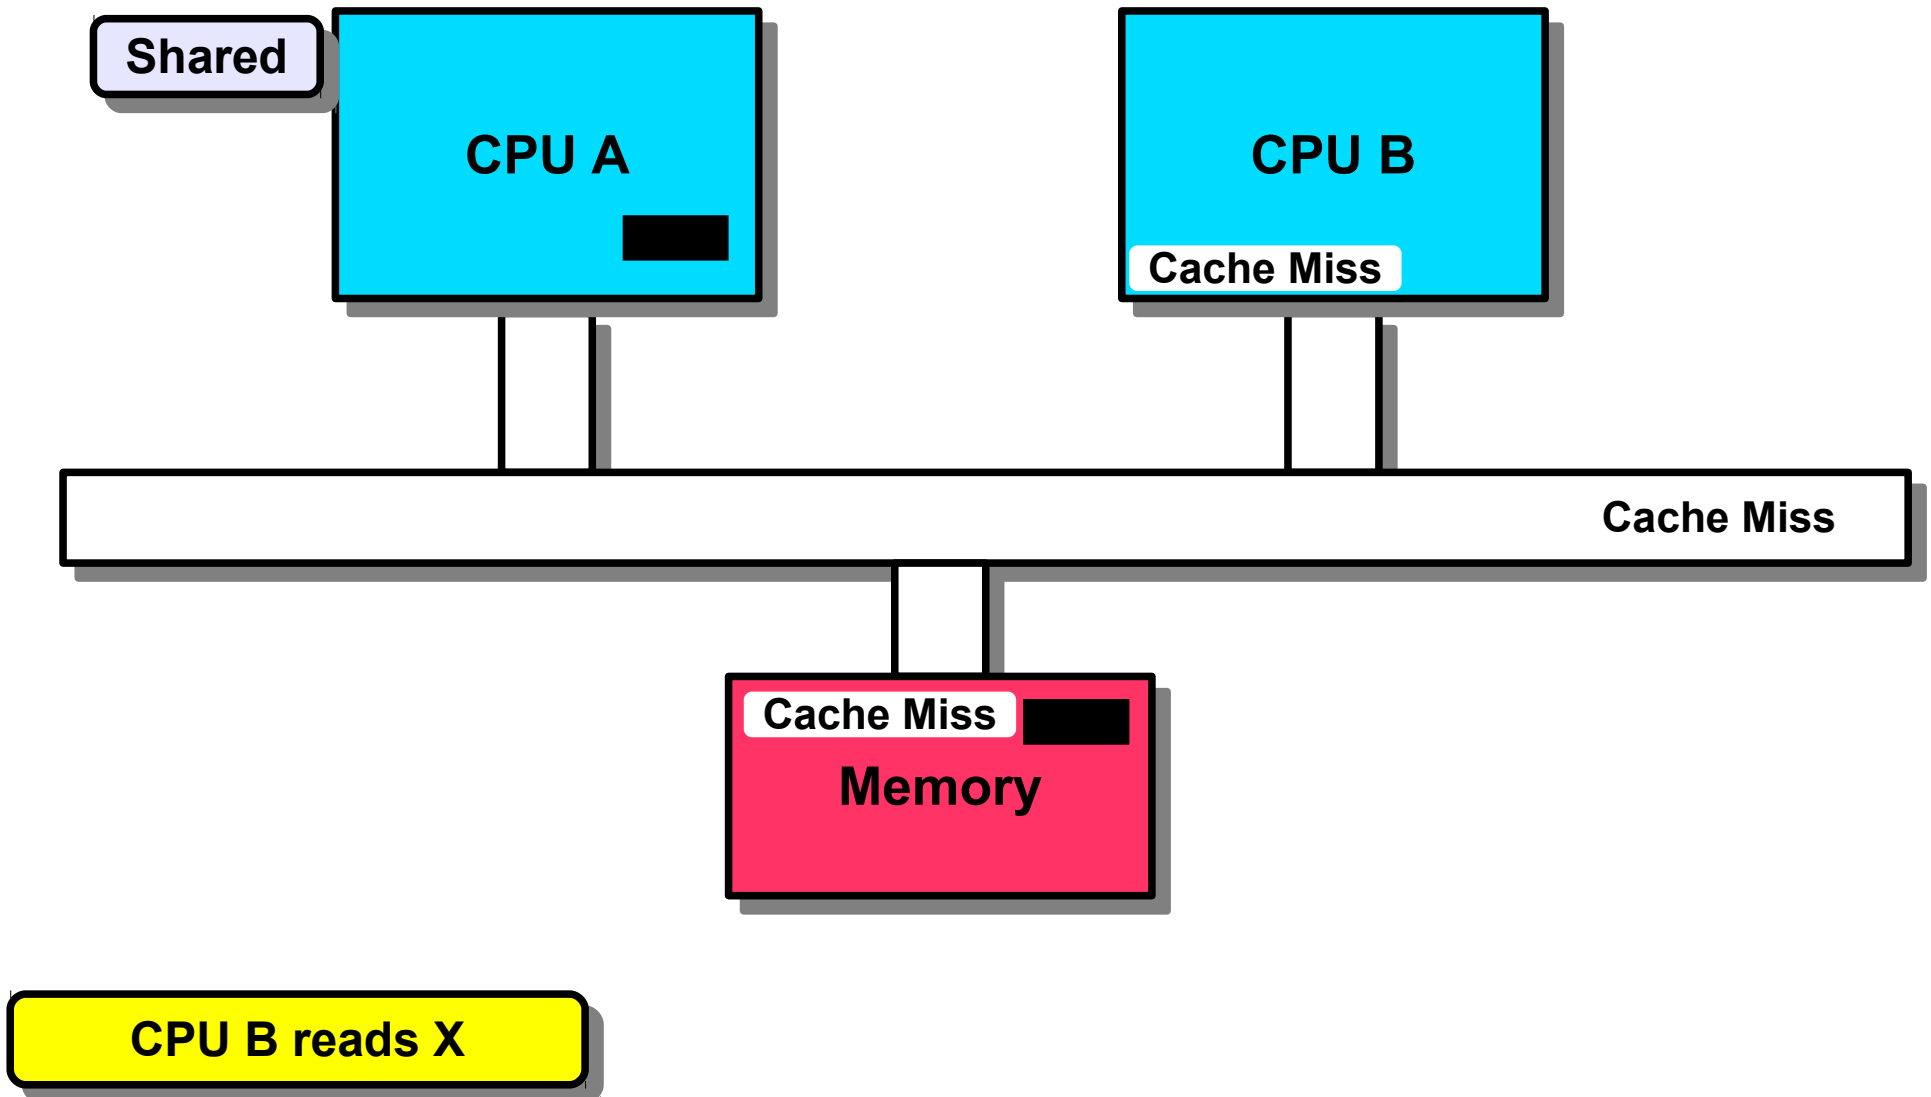 Shared
CPU A
CPU B
Cache Miss
Cache Miss
Cache Miss
Memory
CPU B reads X